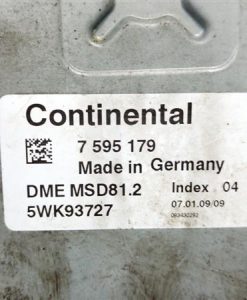 Continental
7 595 179
Made in Germany
DME MSD81.2 Index 04
5WK93727 07.01.09/09